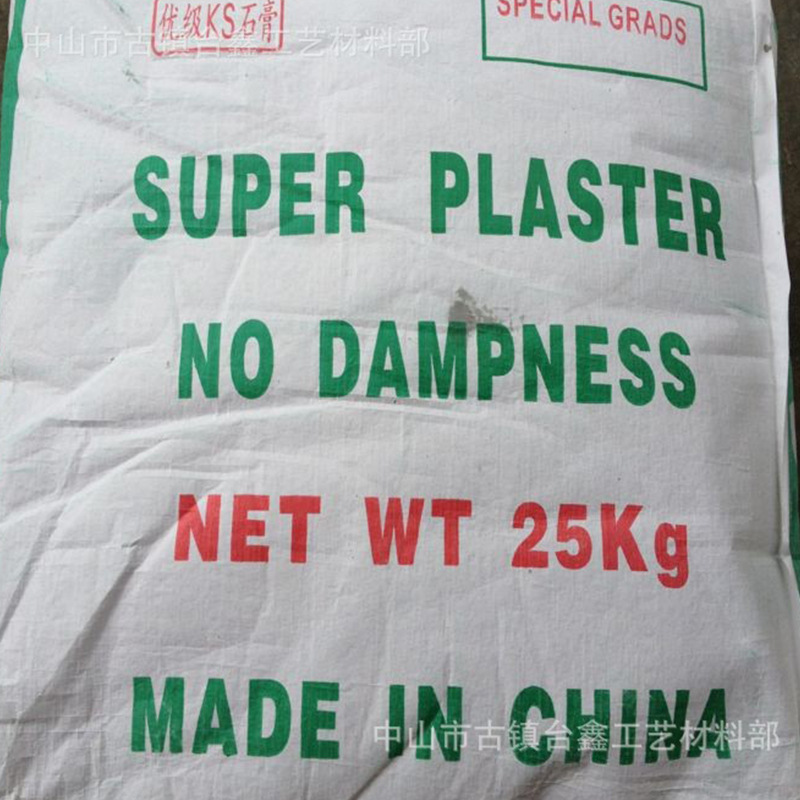 中山市古镇台鑫工艺材料部
优级KS石膏
SPECIAL GRADS
SUPER PLASTER
NO DAMPNESS
NET WT 25Kg
MADE IN CHINA
中山市古镇台鑫工艺材料部